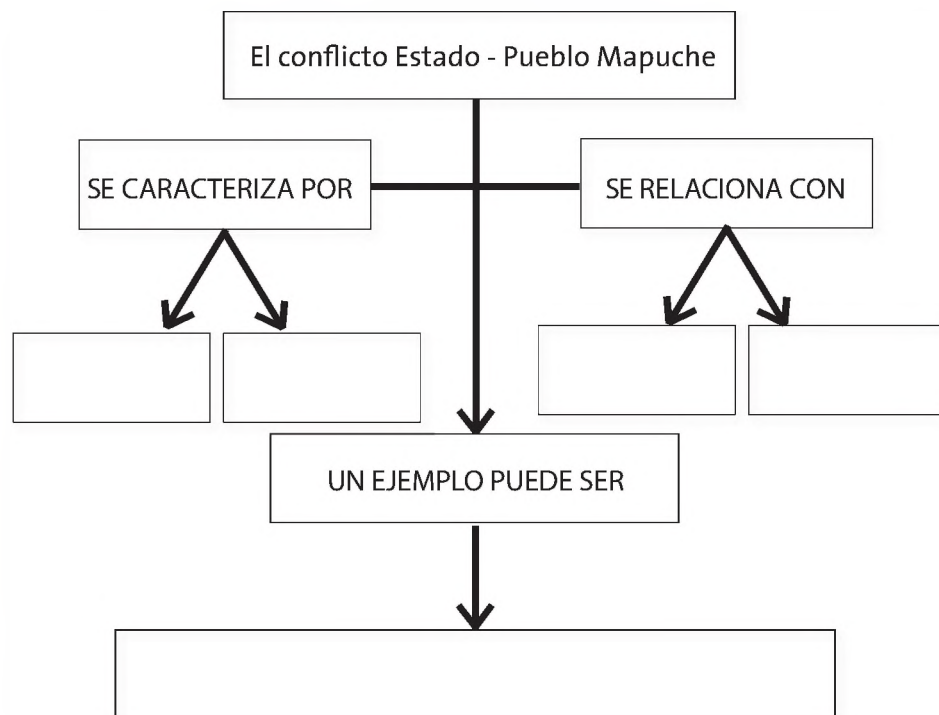 El conflicto Estado - Pueblo Mapuche
SE CARACTERIZA POR
SE RELACIONA CON
UN EJEMPLO PUEDE SER